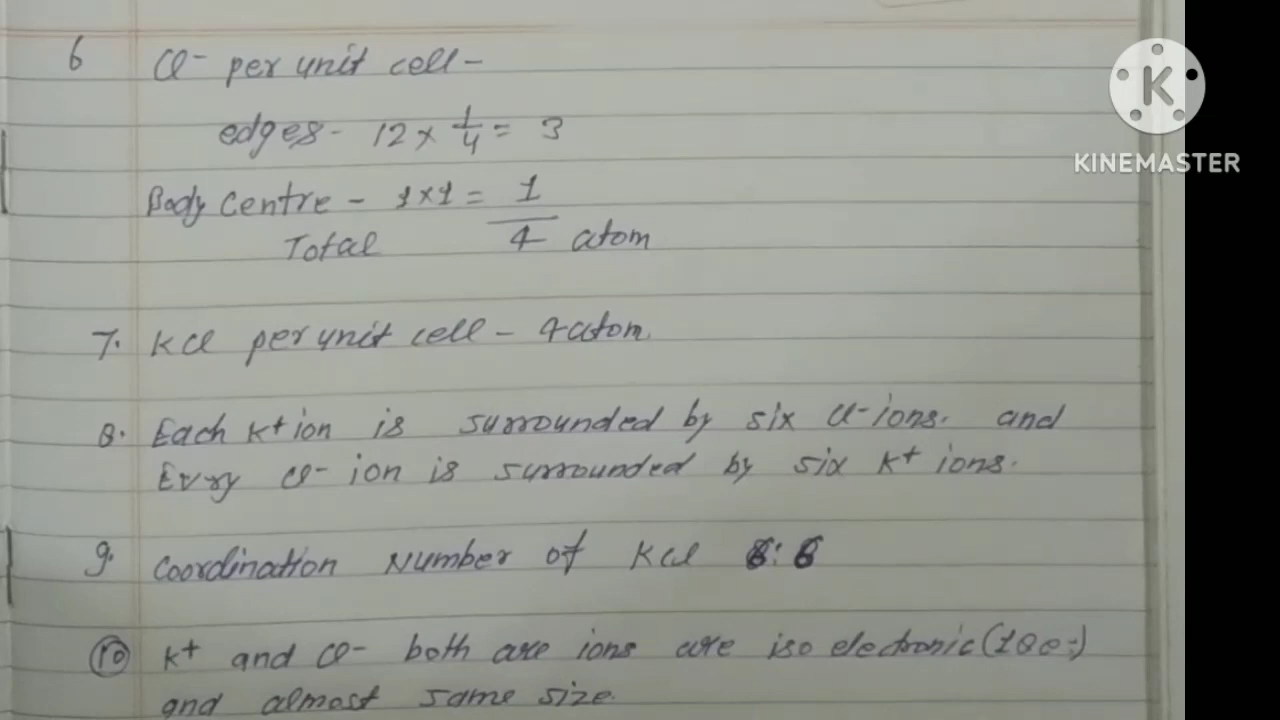 6 Cl- per unit cell -
edges - 12 × 1/4 = 3
Body Centre - 1×1 = 1
Total 4 atom
7. KCl per unit cell - 4 atom.
8. Each K+ ion is surrounded by six Cl- ions. and
Evry Cl- ion is surrounded by six K+ ions.
9. Coordination Number of KCl 6:6
10 K+ and Cl- both are ions are iso electronic (18e-)
and almost same size.
K
KINEMASTER